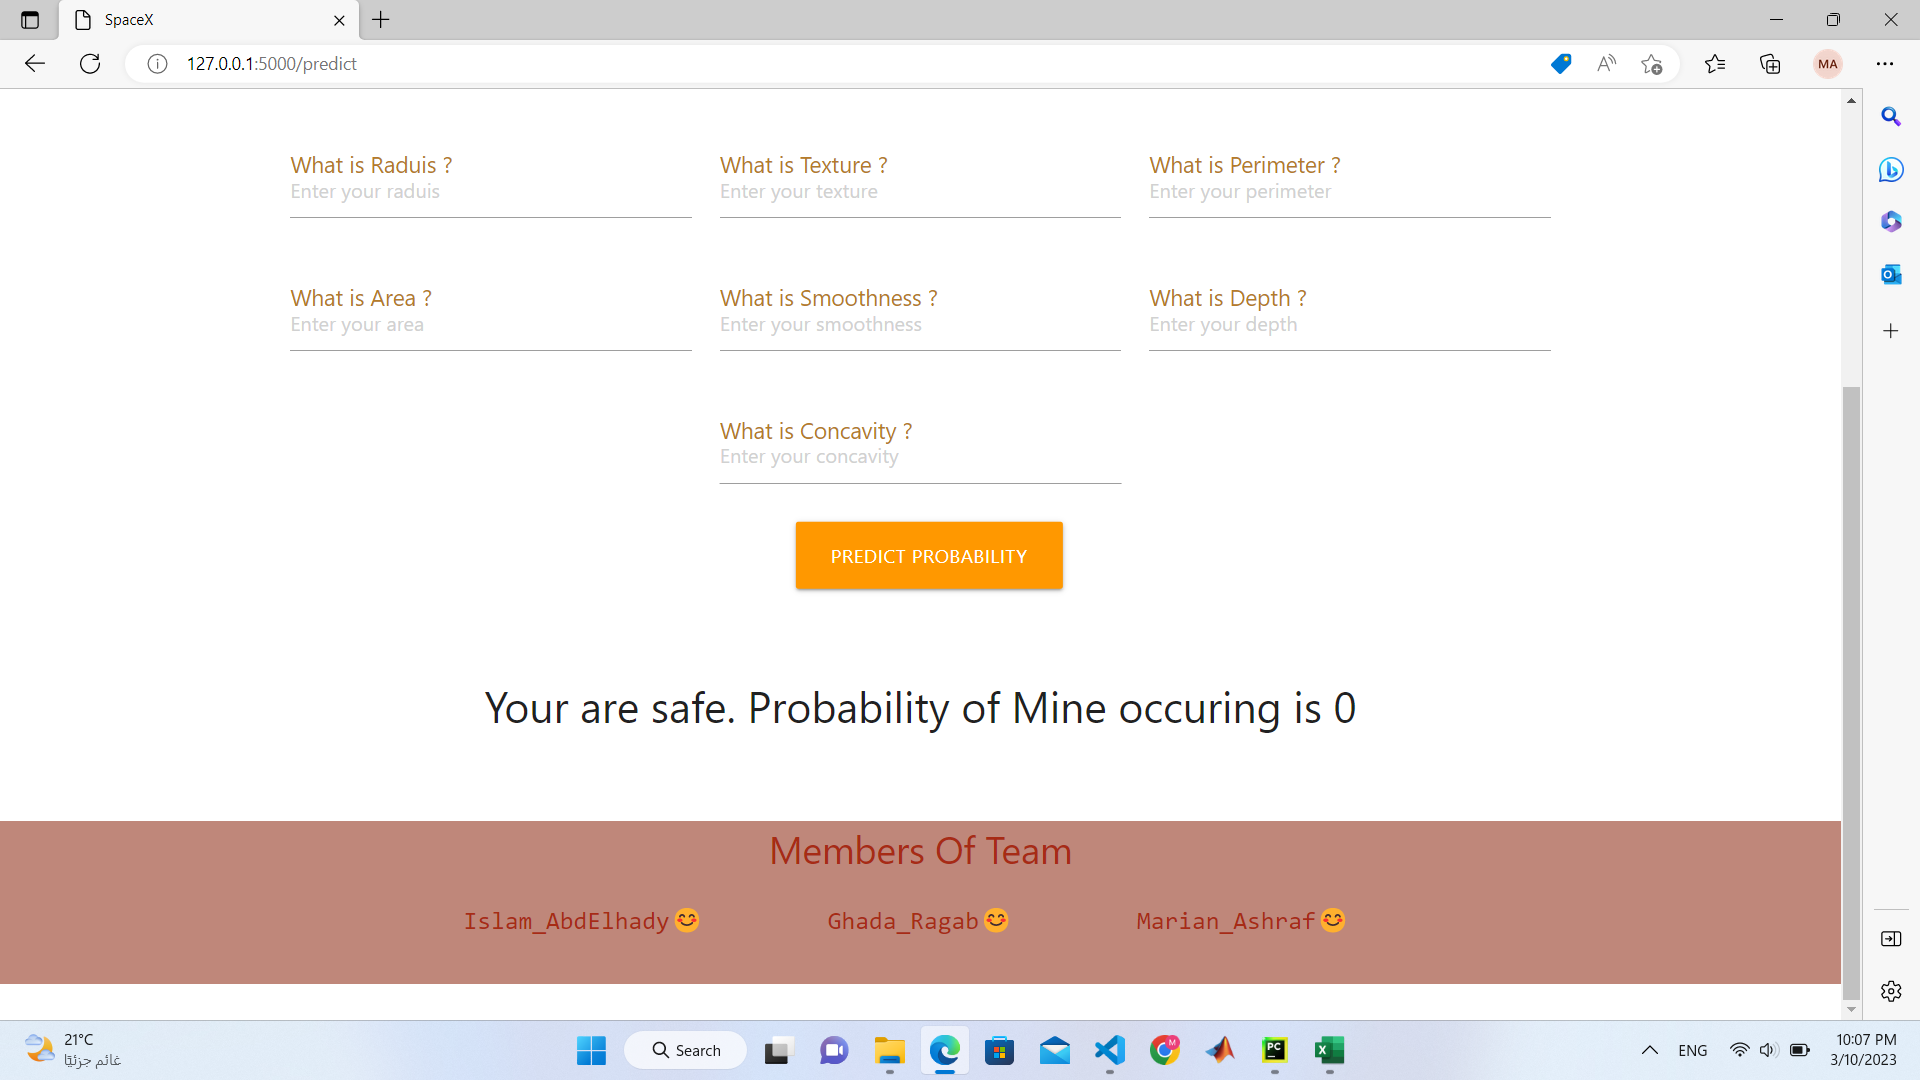 SpaceX
127.0.0.1:5000/predict
MA
What is Raduis ?
What is Texture ?
What is Perimeter ?
Enter your raduis
Enter your texture
Enter your perimeter
What is Area ?
What is Smoothness ?
What is Depth ?
Enter your area
Enter your smoothness
Enter your depth
What is Concavity ?
Enter your concavity
PREDICT PROBABILITY
Your are safe. Probability of Mine occuring is 0
Members Of Team
Islam_AbdElhady😊
Ghada_Ragab😊
Marian_Ashraf😊
21°C
غائم جزئيًا
Search
M
PC
ENG
10:07 PM
3/10/2023